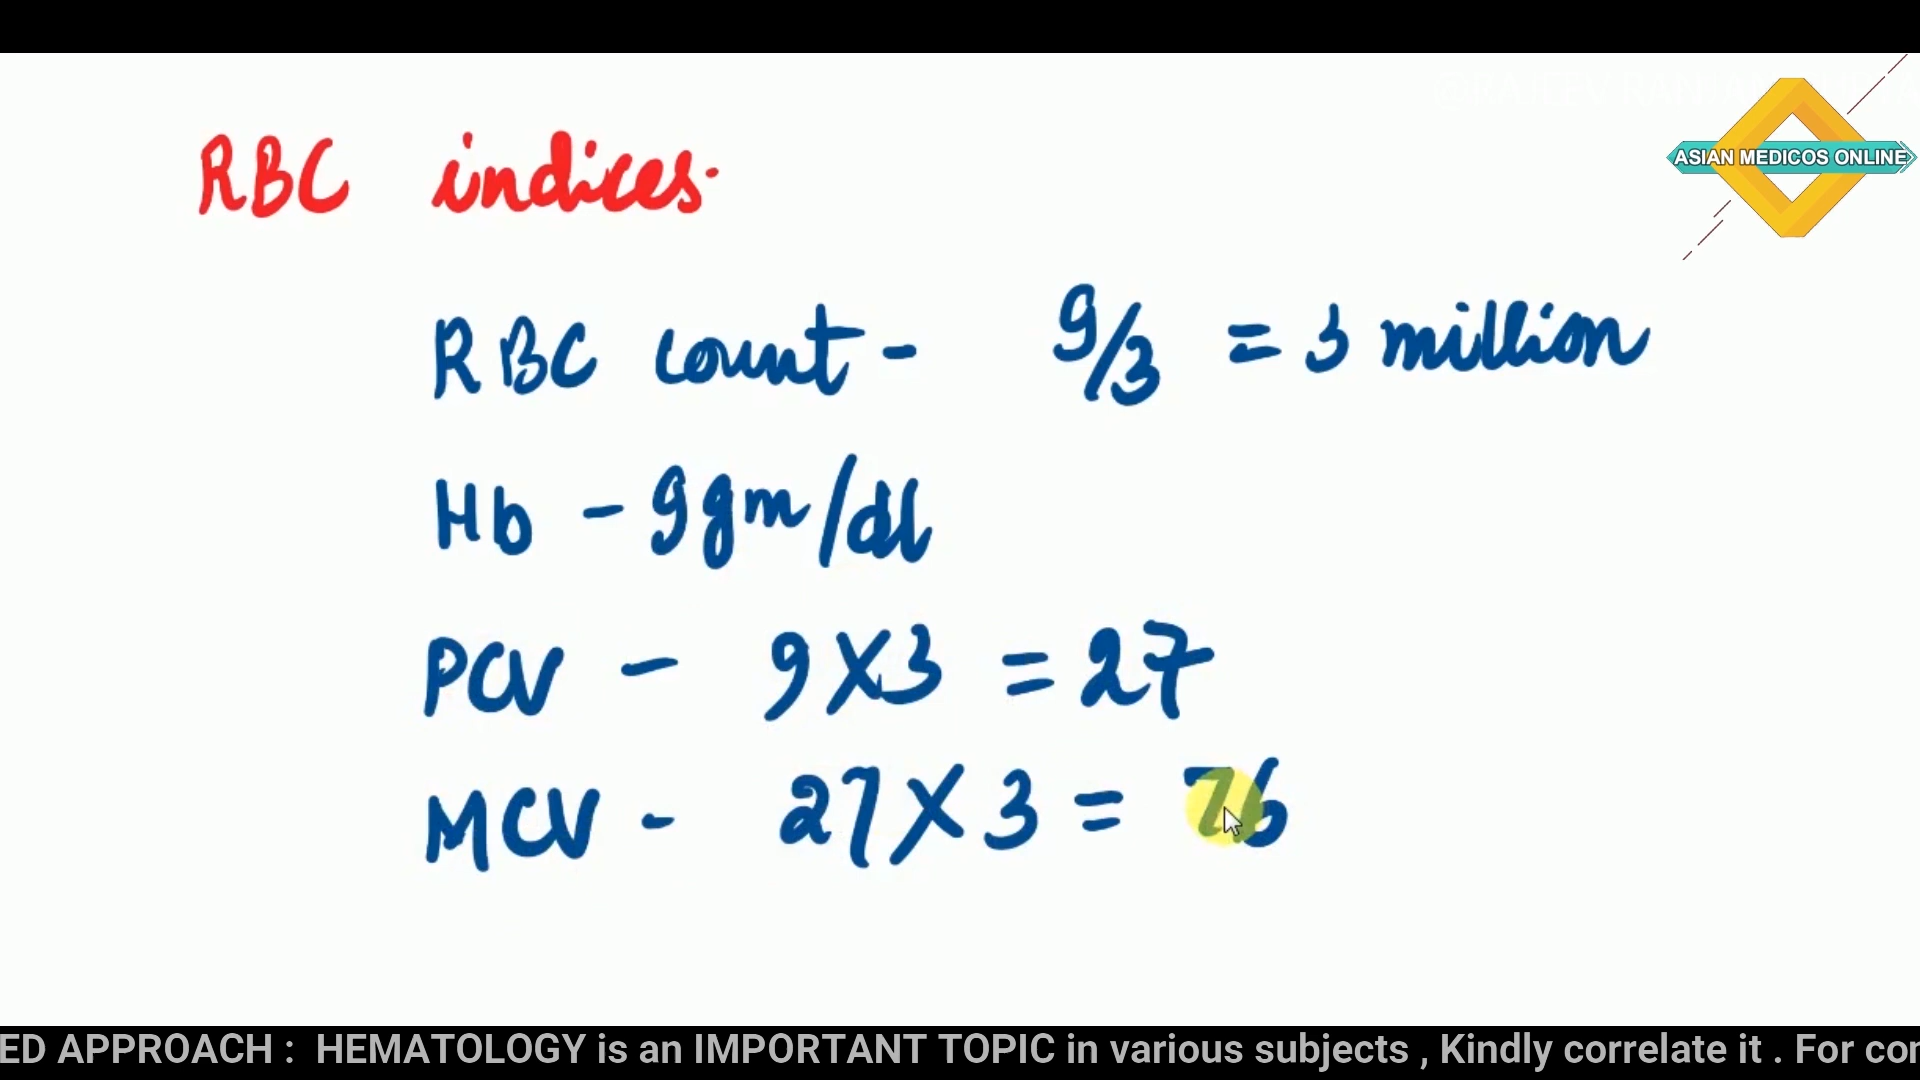 ASIAN MEDICOS ONLINE
RBC indices.
RBC count - 9/3 = 3 million
Hb - 9gm/dl
PCV - 9X3 = 27
MCV - 27X3 = 76
ED APPROACH : HEMATOLOGY is an IMPORTANT TOPIC in various subjects , Kindly correlate it . For con